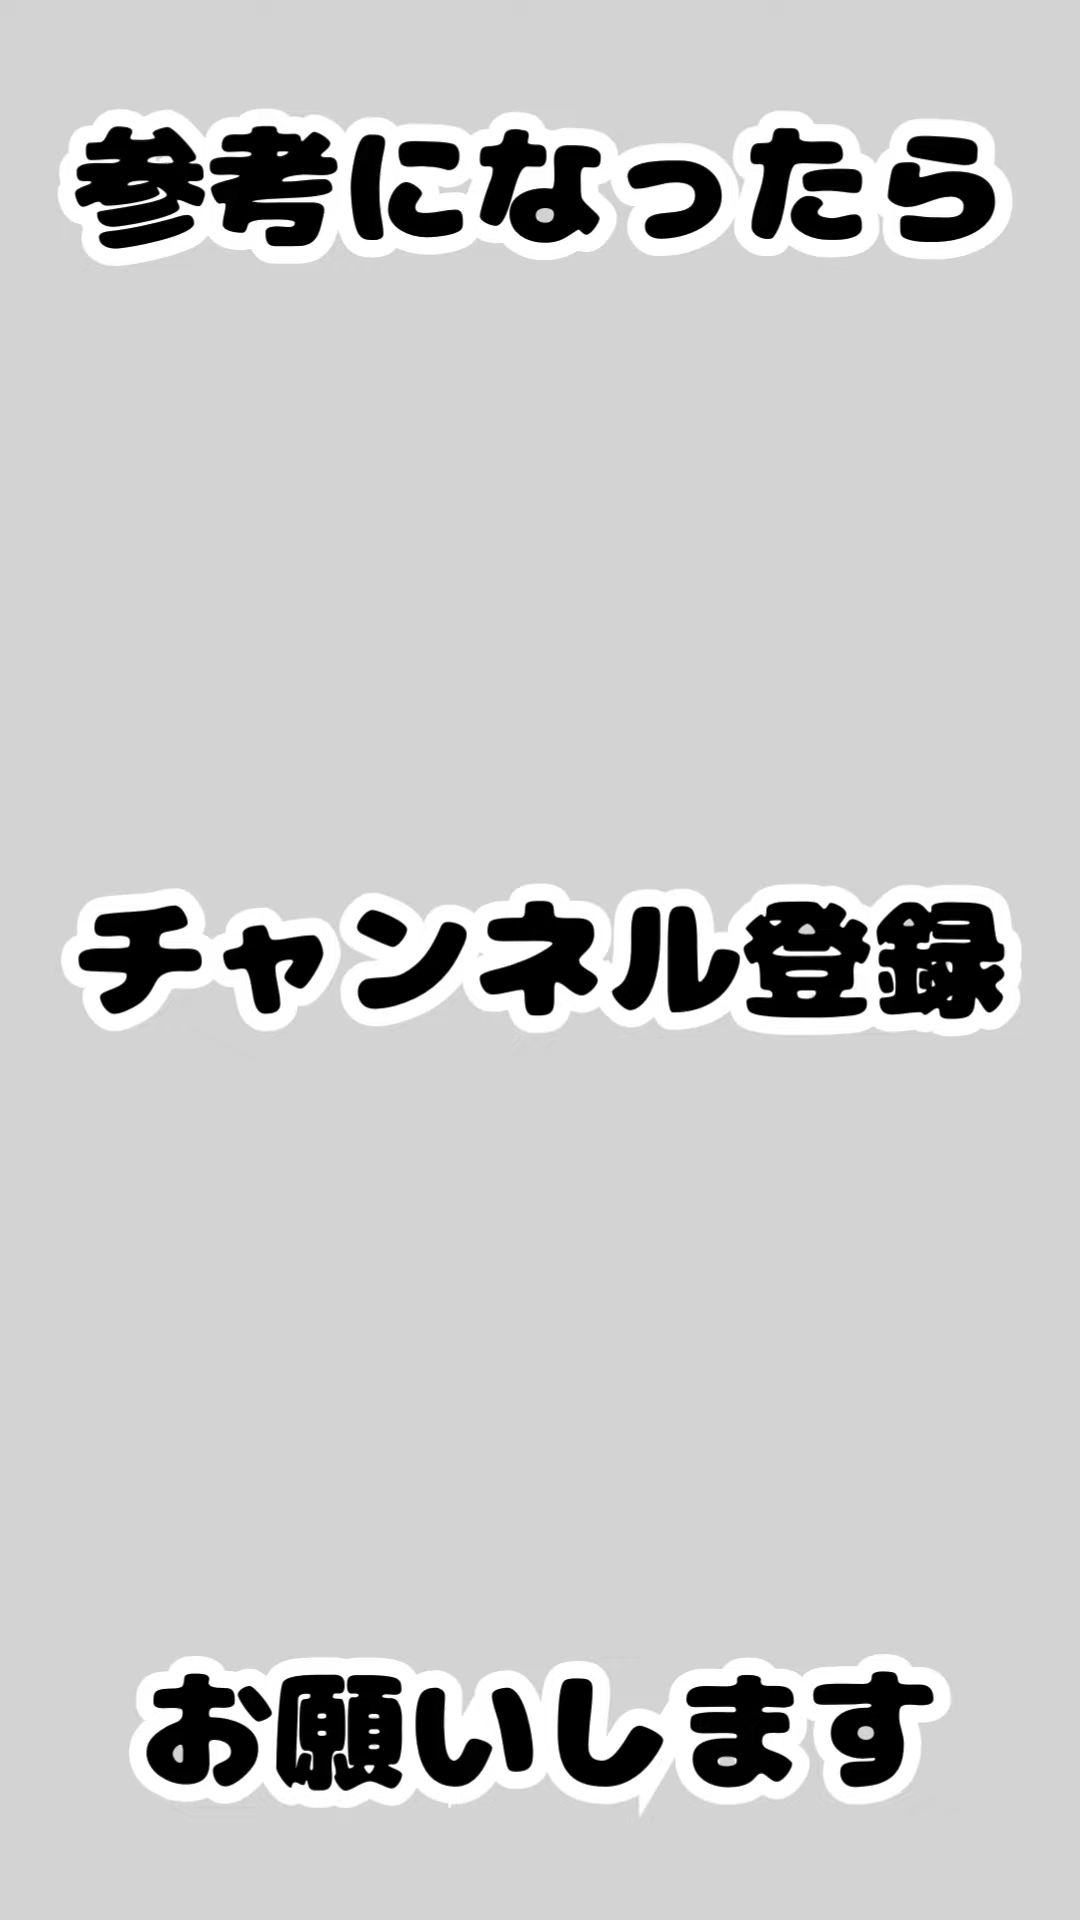 参考になったら
チャンネル登録
お願いします